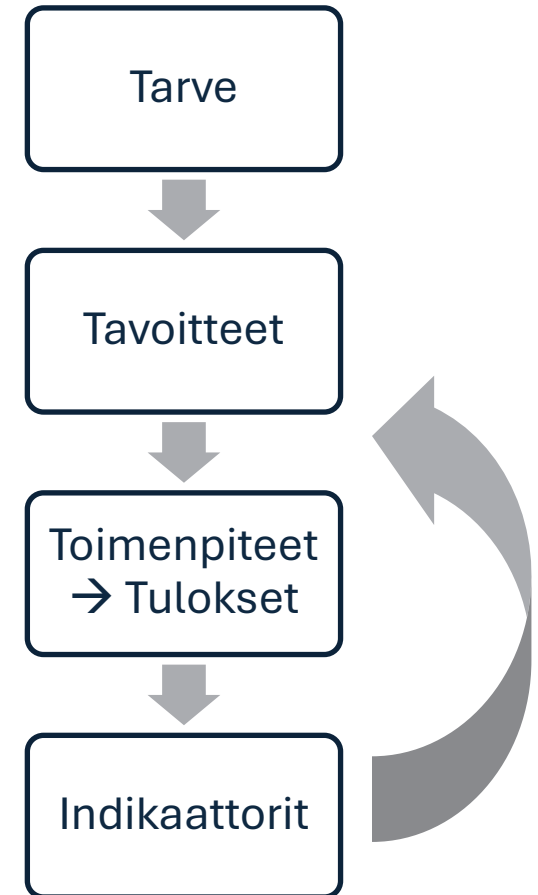 Tarve
Tavoitteet
Toimenpiteet
→ Tulokset
Indikaattorit